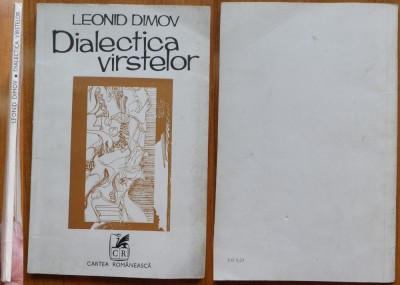 LEONID DIMOV • DIALECTICA VIRSTELOR
LEONID DIMOV
Dialectica
virstelor
CR
CARTEA ROMÂNEASCĂ